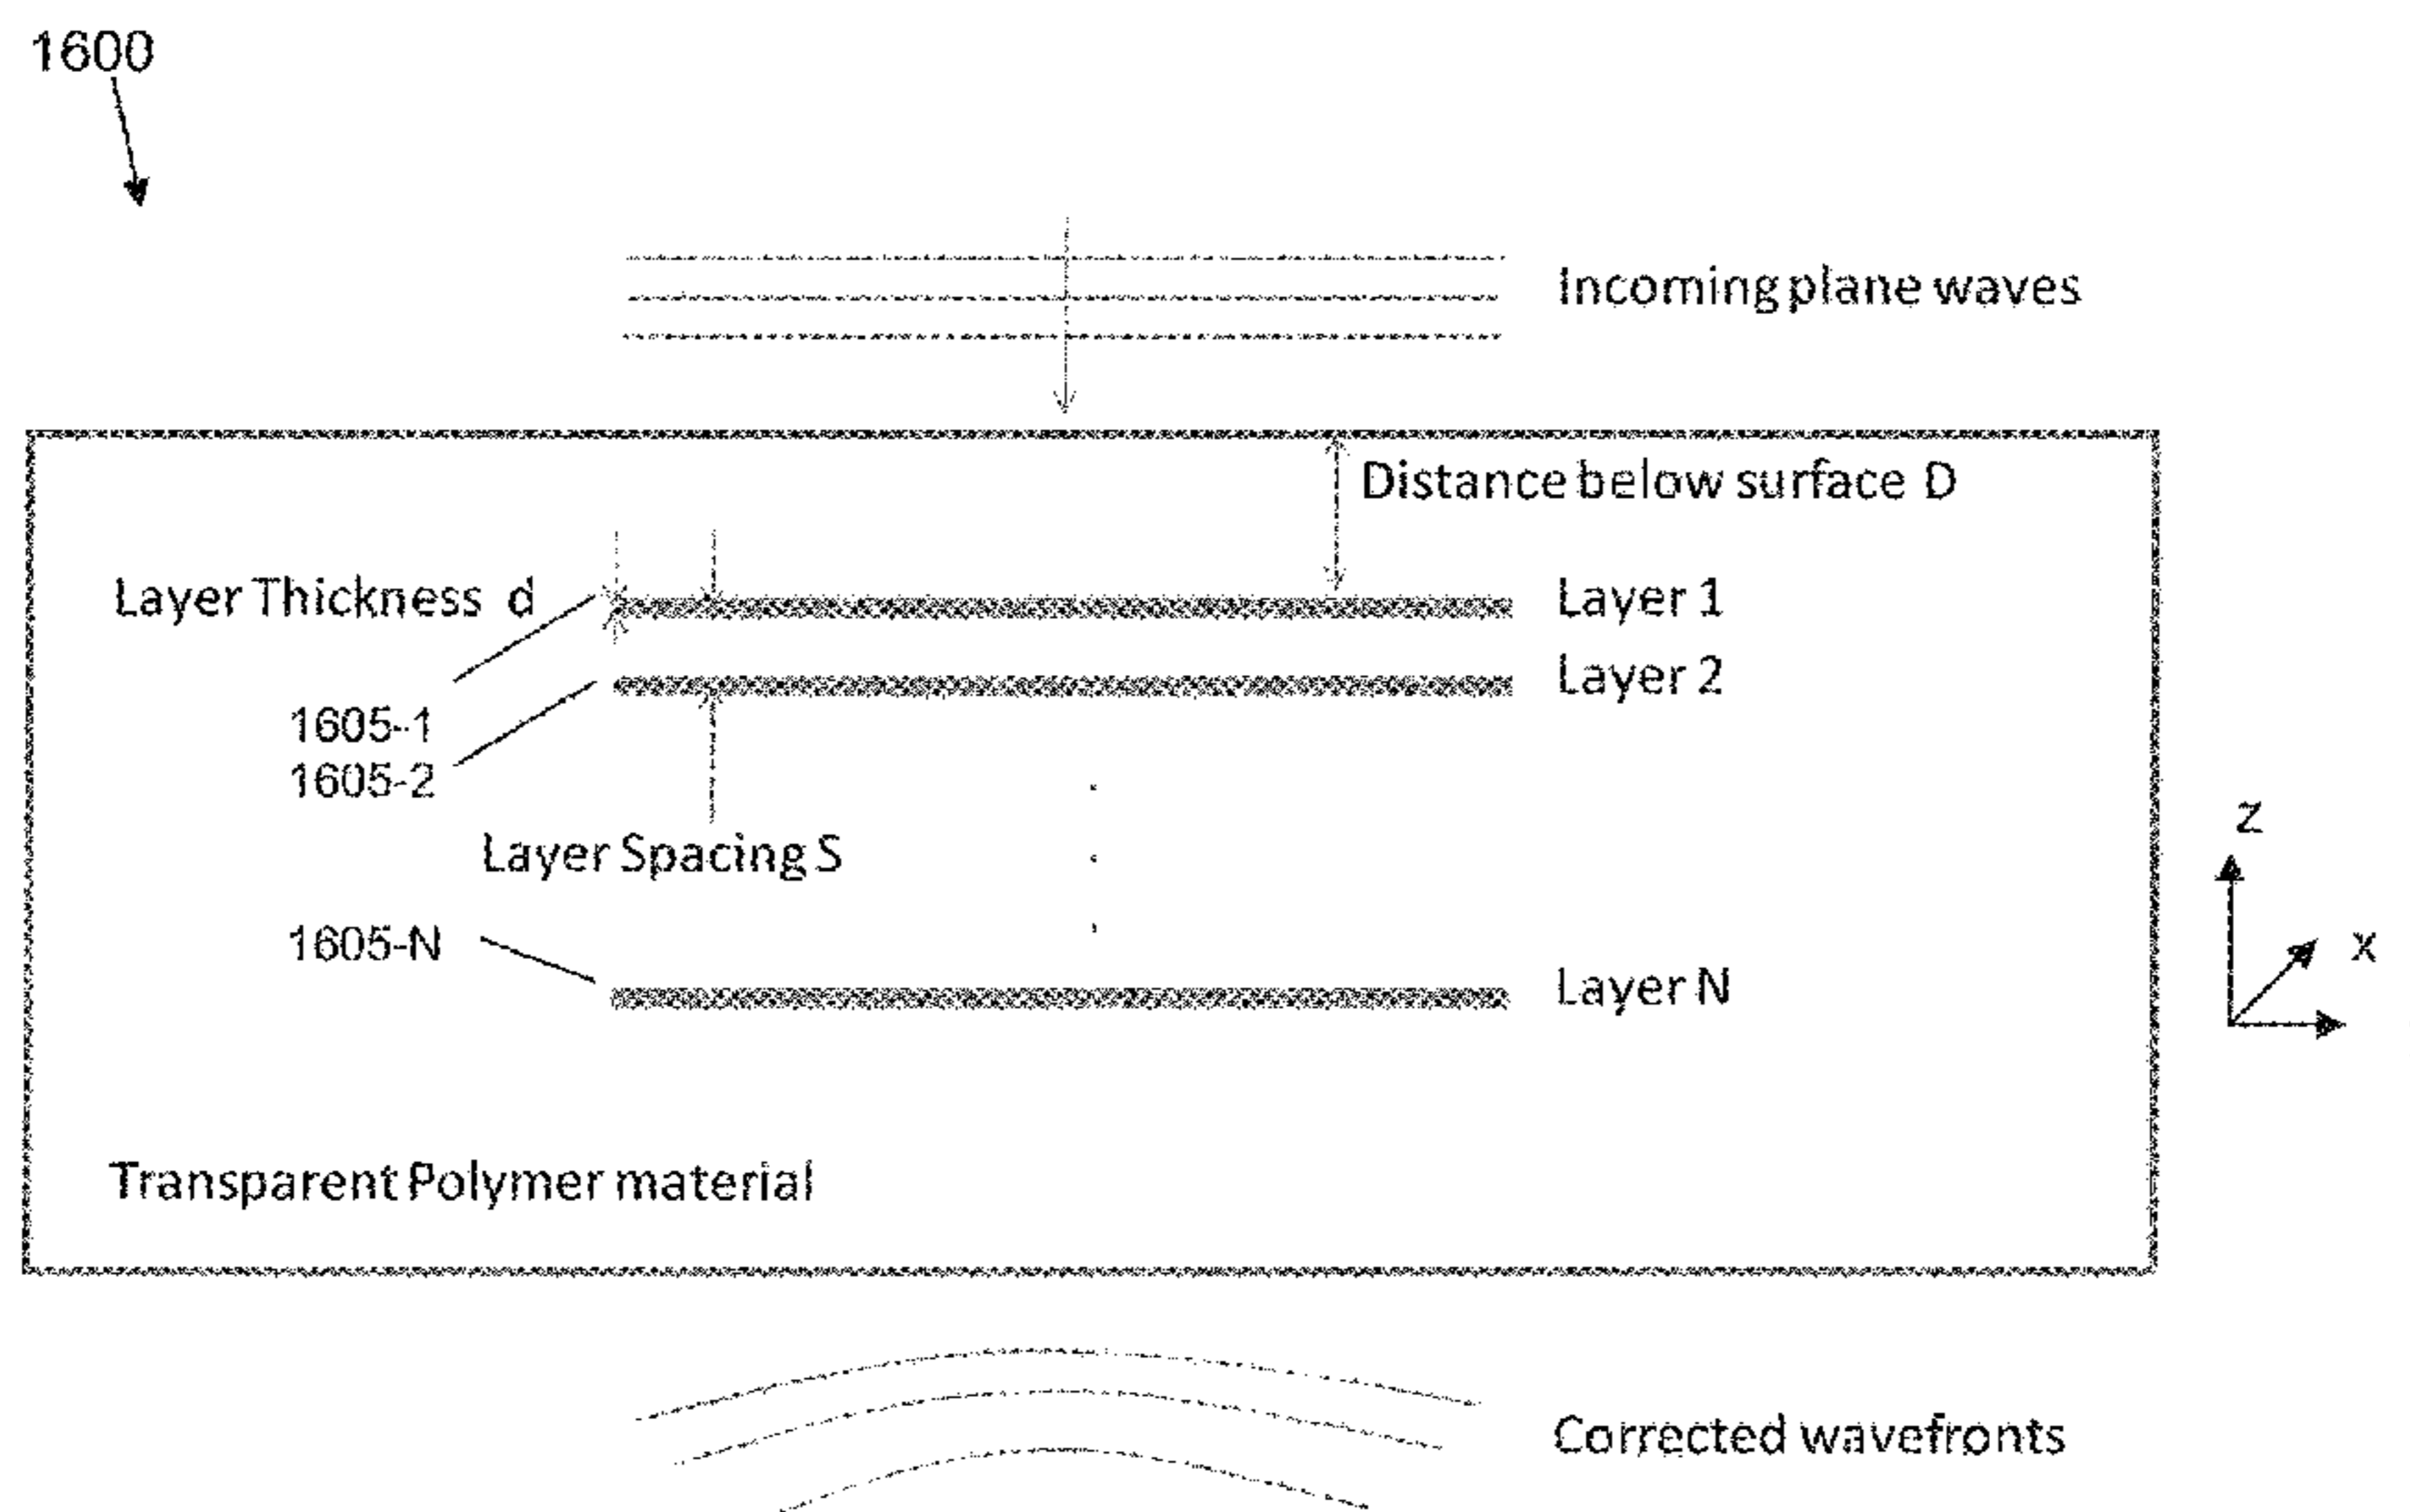 1600
Incoming plane waves
Distance below surface D
Layer Thickness d
Layer 1
Layer 2
1605-1
1605-2
Layer Spacing S
z
x
1605-N
Layer N
Transparent Polymer material
Corrected wavefronts